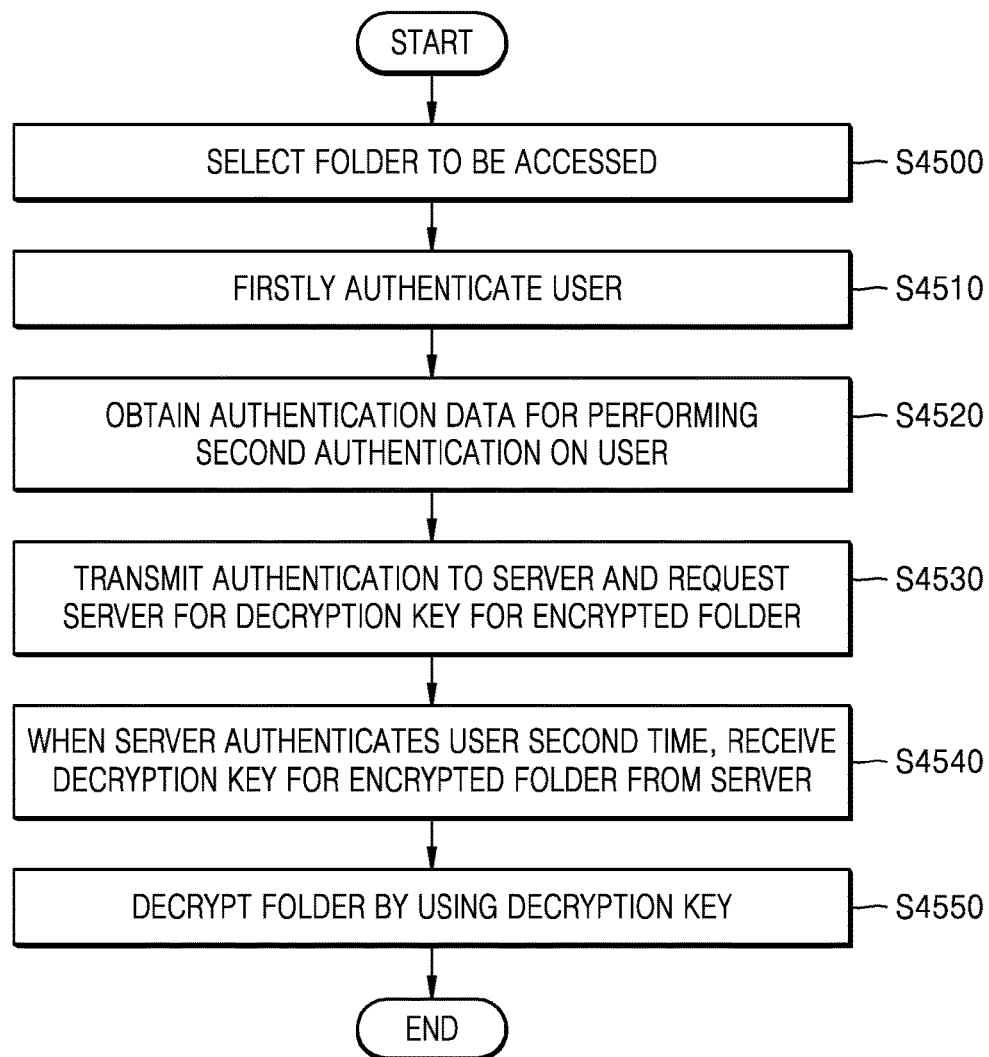 START
SELECT FOLDER TO BE ACCESSED
S4500
FIRSTLY AUTHENTICATE USER
S4510
OBTAIN AUTHENTICATION DATA FOR PERFORMING
SECOND AUTHENTICATION ON USER
S4520
TRANSMIT AUTHENTICATION TO SERVER AND REQUEST
SERVER FOR DECRYPTION KEY FOR ENCRYPTED FOLDER
S4530
WHEN SERVER AUTHENTICATES USER SECOND TIME, RECEIVE
DECRYPTION KEY FOR ENCRYPTED FOLDER FROM SERVER
S4540
DECRYPT FOLDER BY USING DECRYPTION KEY
S4550
END